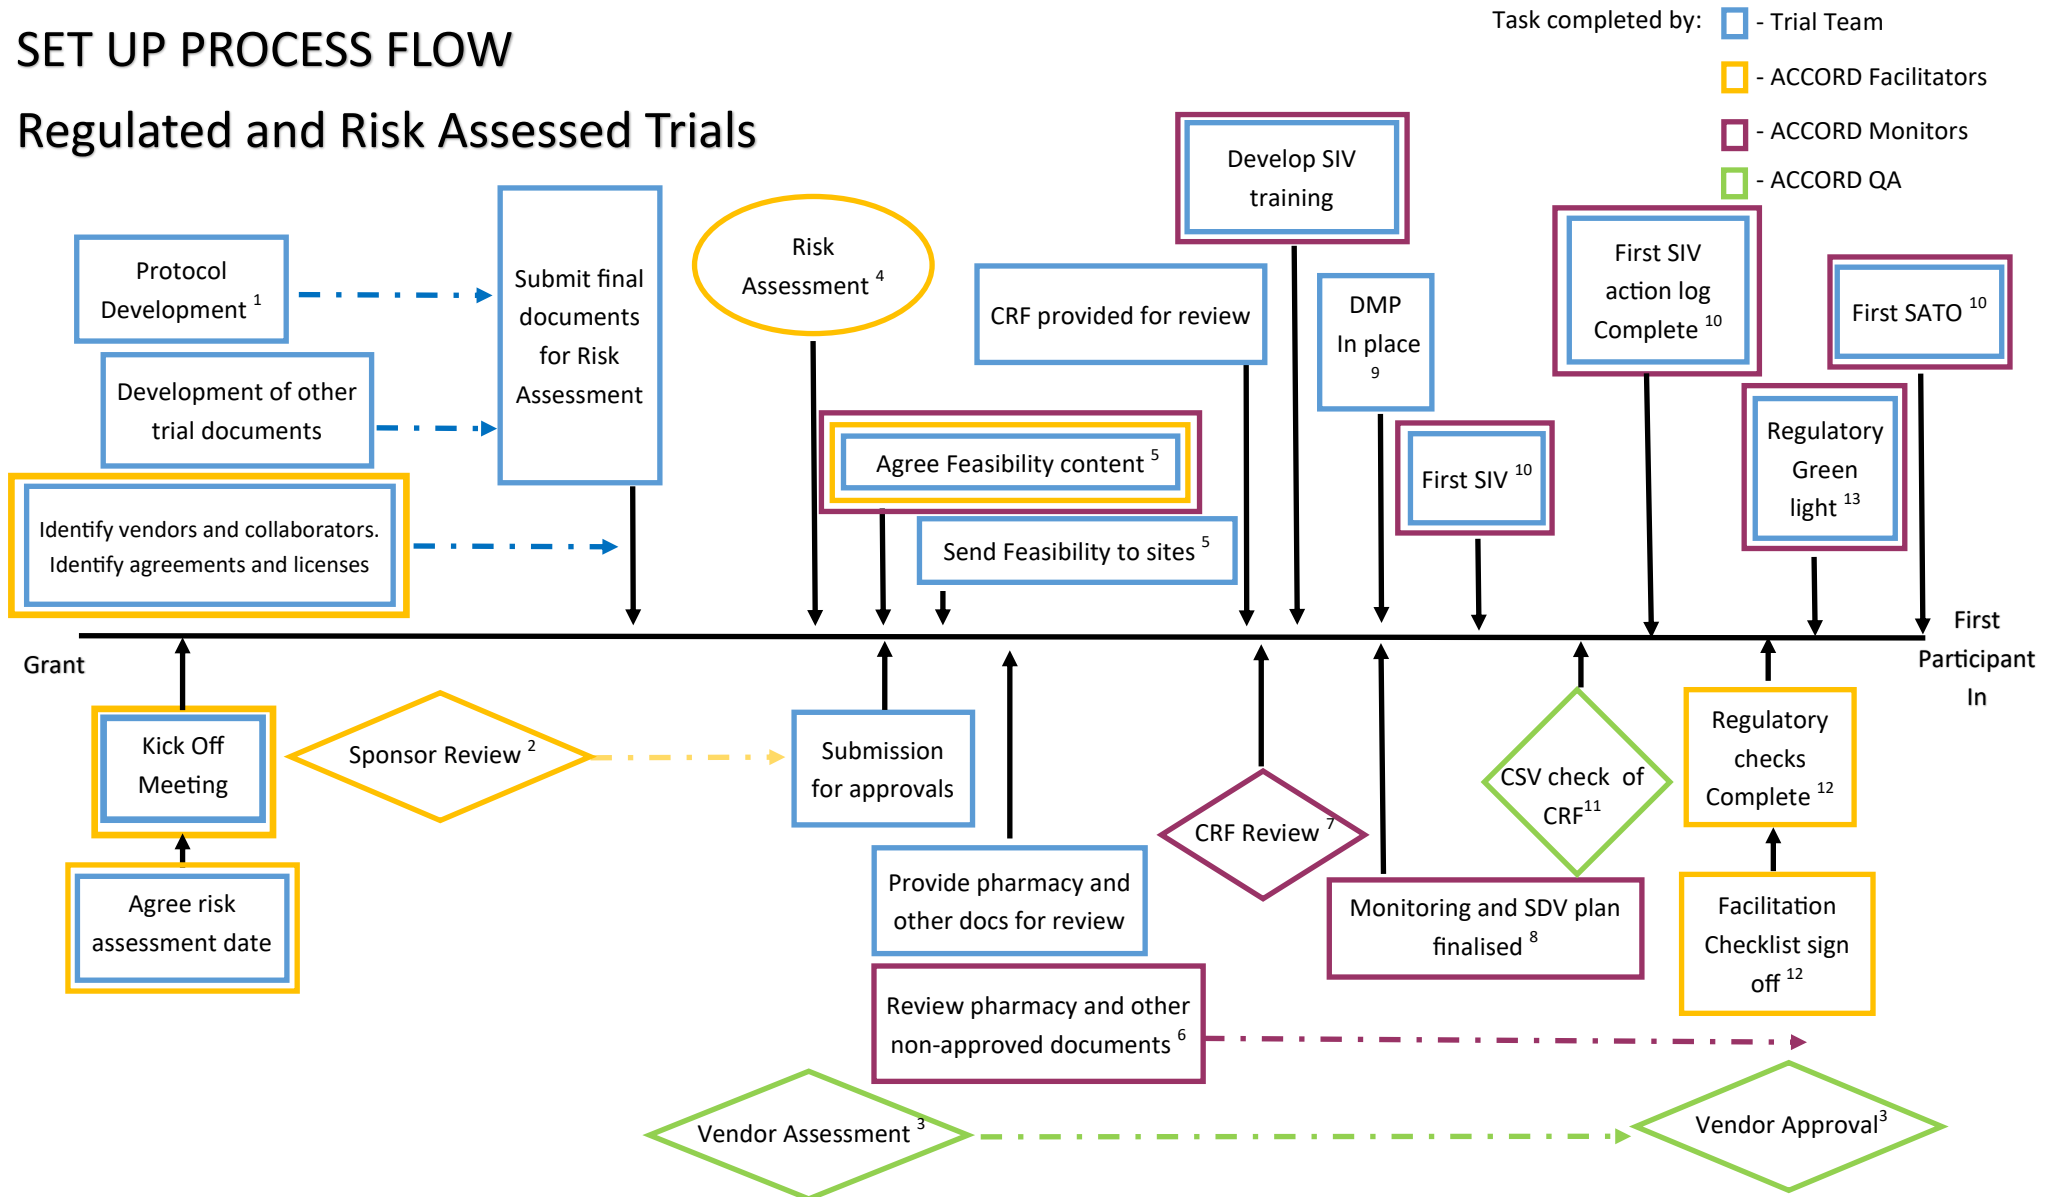 SET UP PROCESS FLOW
Regulated and Risk Assessed Trials
Task completed by:
- Trial Team
- ACCORD Facilitators
- ACCORD Monitors
- ACCORD QA
Protocol
Development 1
Development of other
trial documents
Identify vendors and collaborators.
Identify agreements and licenses
Submit final
documents
for Risk
Assessment
Risk
Assessment 4
Agree Feasibility content 5
Send Feasibility to sites 5
CRF provided for review
Develop SIV
training
DMP
In place
9
First SIV 10
First SIV
action log
Complete 10
Regulatory
Green
light 13
First SATO 10
Grant
First
Participant
In
Kick Off
Meeting
Agree risk
assessment date
Sponsor Review 2
Submission
for approvals
Provide pharmacy and
other docs for review
Review pharmacy and other
non-approved documents 6
CRF Review 7
Monitoring and SDV plan
finalised 8
CSV check of
CRF11
Regulatory
checks
Complete 12
Facilitation
Checklist sign
off 12
Vendor Assessment 3
Vendor Approval3